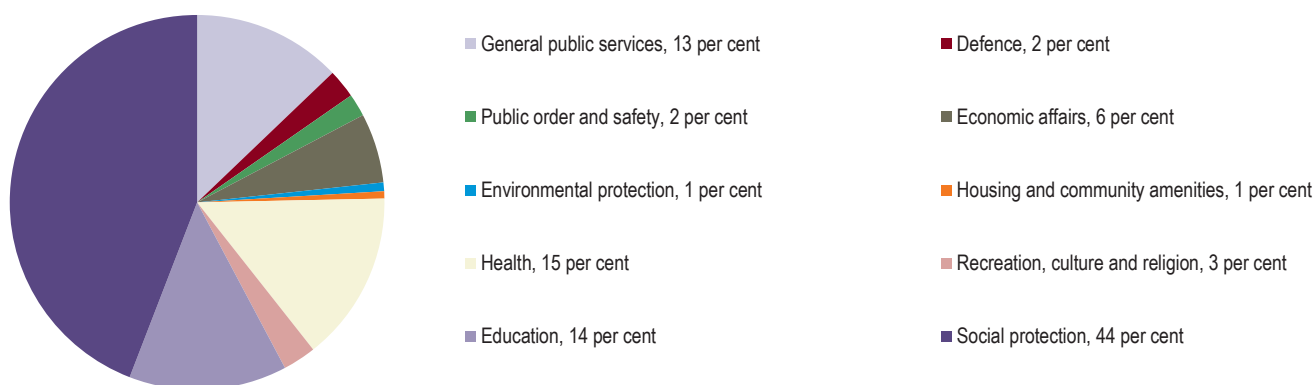 General public services, 13 per cent
Defence, 2 per cent
Public order and safety, 2 per cent
Economic affairs, 6 per cent
Environmental protection, 1 per cent
Housing and community amenities, 1 per cent
Health, 15 per cent
Recreation, culture and religion, 3 per cent
Education, 14 per cent
Social protection, 44 per cent